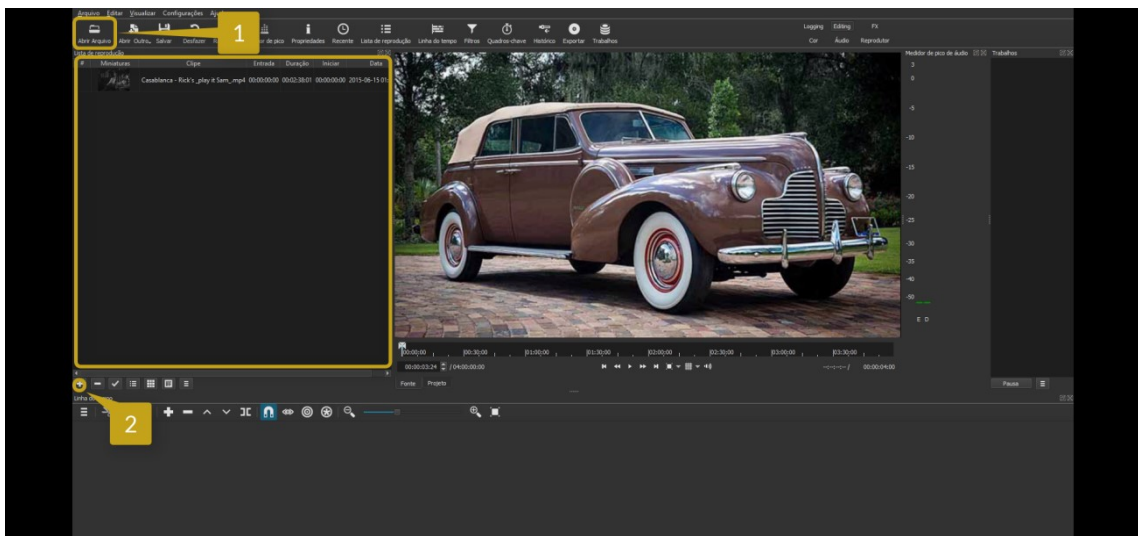 Arquivo Editar Visualizar Configurações Aj
1
Abrir Arquivo Abrir Outro... Salvar Desfazer or de pico Propriedades Recente Lista de reprodução Linha do tempo Filtros Quadros-chave Histórico Exportar Trabalhos
Logging Editing FX
Cor Áudio Reprodutor
Lista de reprodução
# Miniaturas Clipe Entrada Duração Iniciar Data
Casablanca - Rick's _play it Sam_.mp4 00:00:00:00 00:02:38:01 00:00:00:00 2015-06-15 01:
Medidor de pico de áudio
Trabalhos
3
0
-5
-10
-15
-20
-25
-30
-35
-40
-50
E D
00:00;00 00:30;00 01:00;00 01:30;00 02:00;00 02:30;00 03:00;00 03:30;00
00:00:03:24 / 04:00:00:00 --:--:--:-- / 00:00:04:00
Fonte Projeto
Pausa
Linha do tempo
2